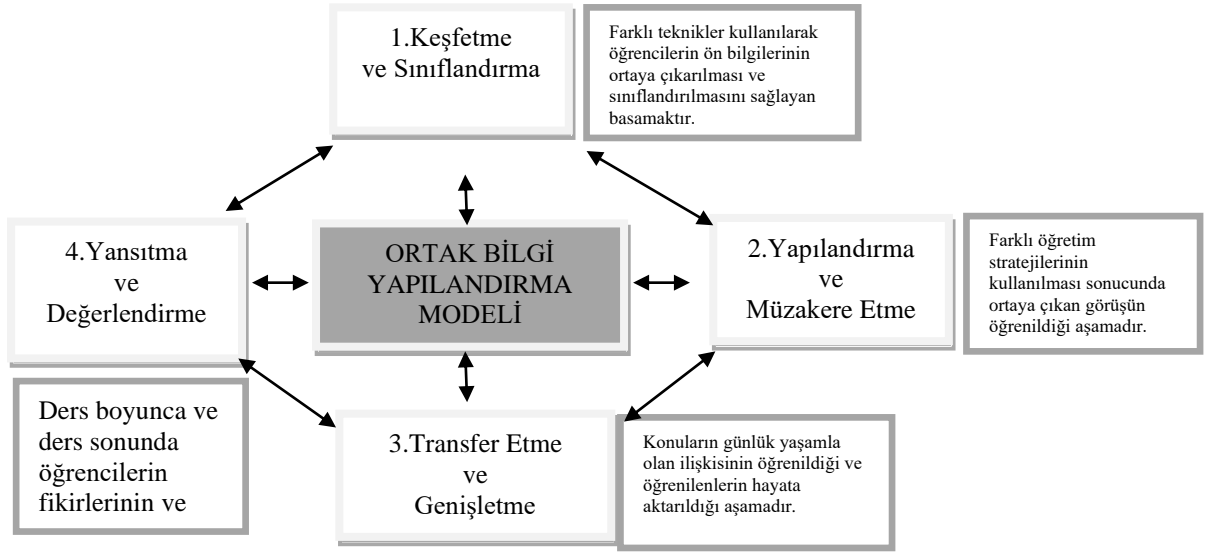 1.Keşfetme
ve Sınıflandırma
Farklı teknikler kullanılarak
öğrencilerin ön bilgilerinin
ortaya çıkarılması ve
sınıflandırılmasını sağlayan
basamaktır.
4.Yansıtma
ve
Değerlendirme
ORTAK BİLGİ
YAPILANDIRMA
MODELİ
2.Yapılandırma
ve
Müzakere Etme
Farklı öğretim
stratejilerinin
kullanılması sonucunda
ortaya çıkan görüşün
öğrenildiği aşamadır.
Ders boyunca ve
ders sonunda
öğrencilerin
fikirlerinin ve
3.Transfer Etme
ve
Genişletme
Konuların günlük yaşamla
olan ilişkisinin öğrenildiği ve
öğrenilenlerin hayata
aktarıldığı aşamadır.